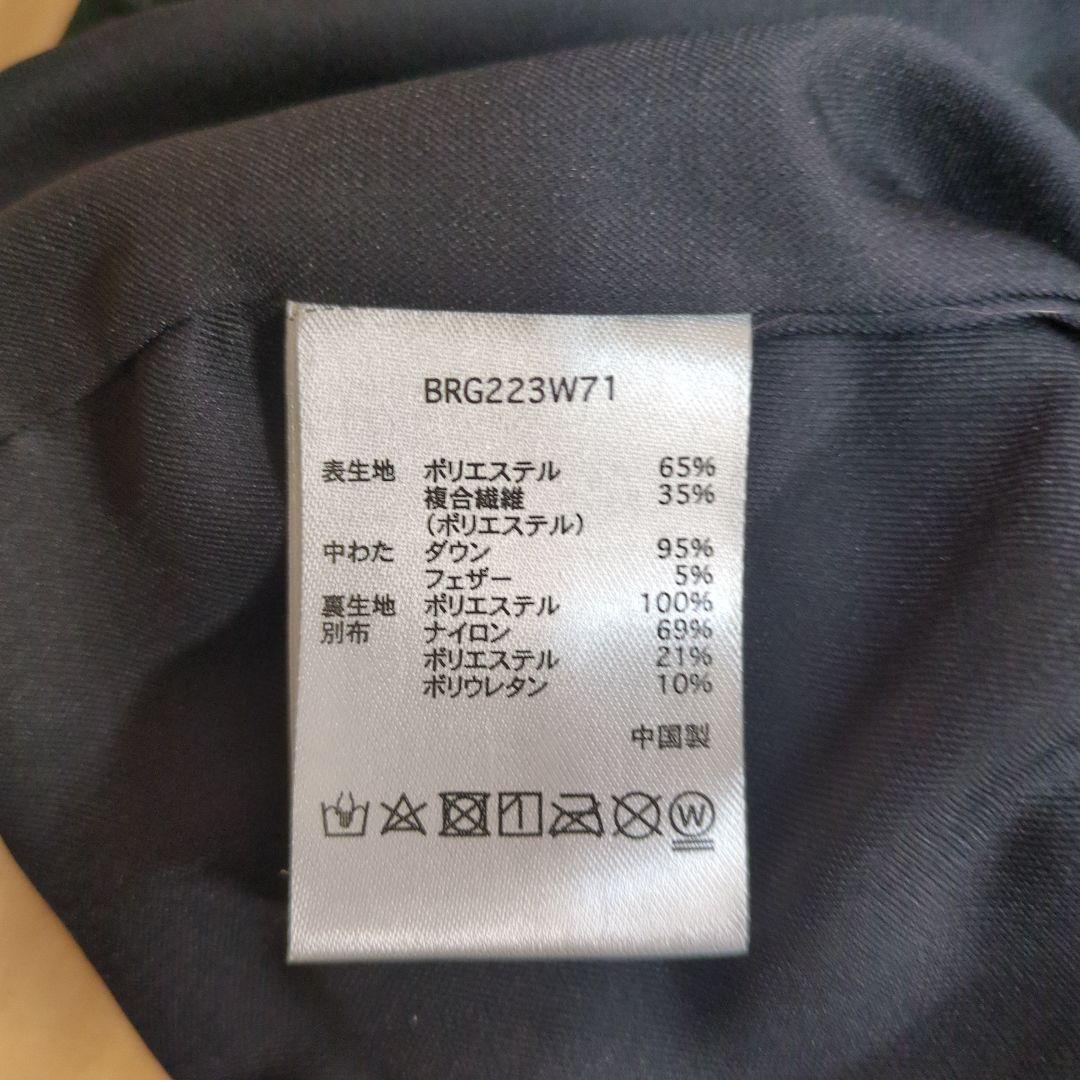 BRG223W71
表生地 ポリエステル 65%
複合繊維 35%
(ポリエステル)
中わた ダウン 95%
フェザー 5%
裏生地 ポリエステル 100%
別布 ナイロン 69%
ポリエステル 21%
ポリウレタン 10%
中国製
W